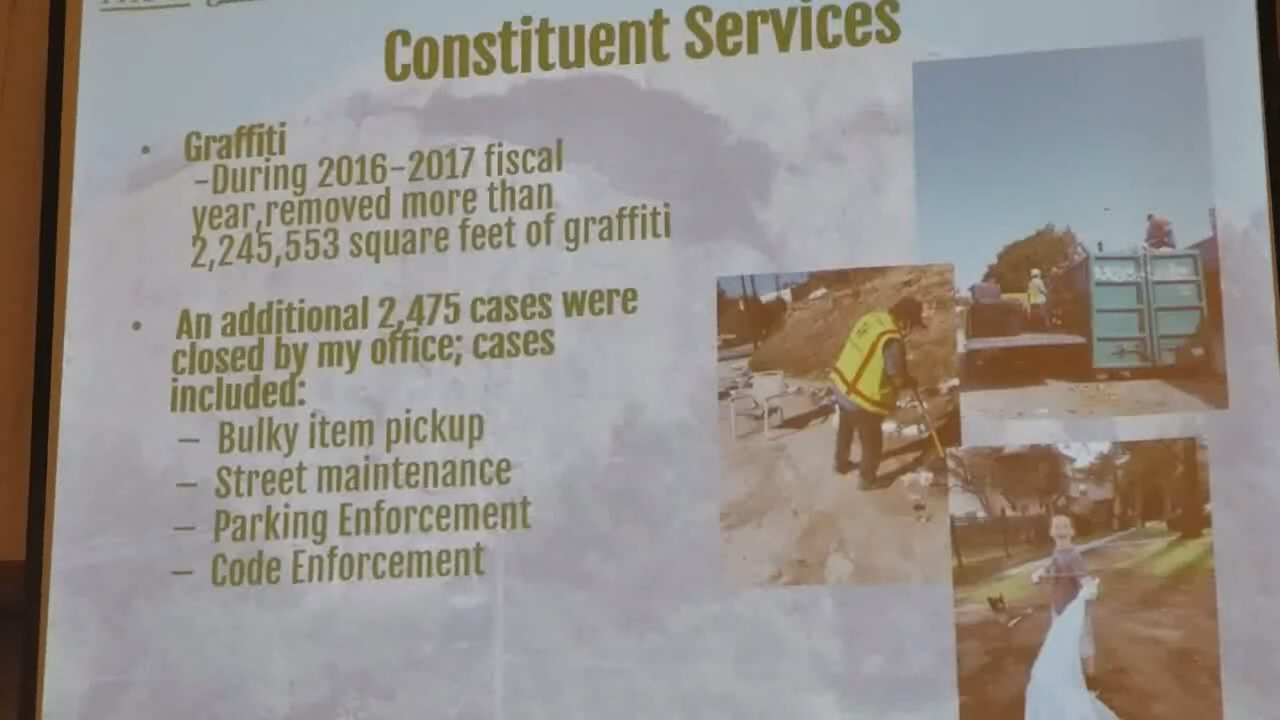 Constituent Services
• Graffiti
-During 2016-2017 fiscal
year,removed more than
2,245,553 square feet of graffiti
• An additional 2,475 cases were
closed by my office; cases
included:
– Bulky item pickup
– Street maintenance
– Parking Enforcement
– Code Enforcement